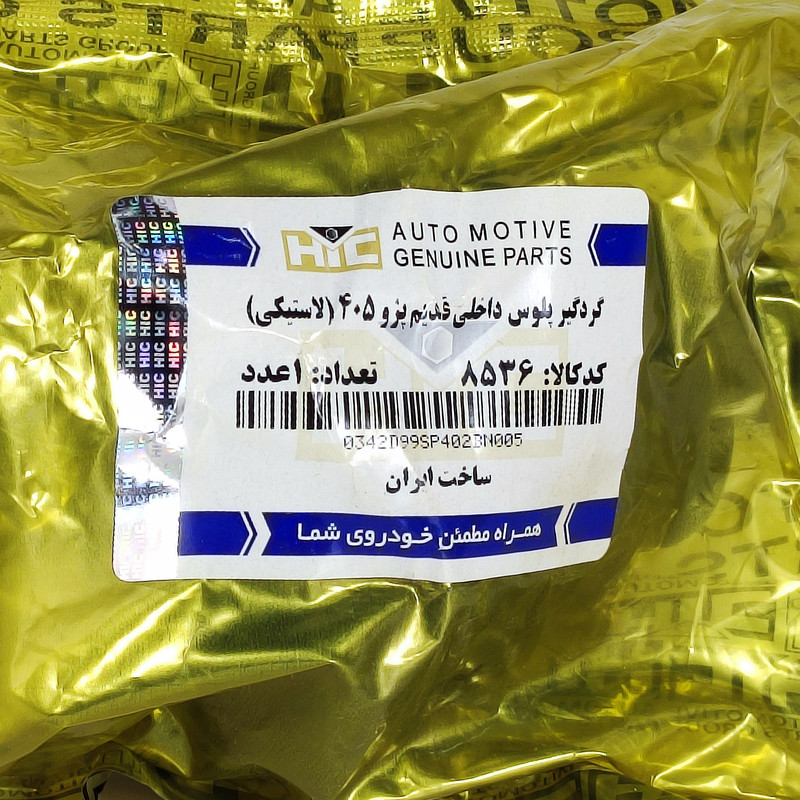 HIC
AUTO MOTIVE
GENUINE PARTS
گردگیر پلوس داخلی قدیم پژو ۴۰۵ (لاستیکی)
کدکالا: ۸۵۳۶ تعداد: ۱عدد
0342D99SP402BN005
ساخت ایران
همراه مطمئن خودروی شما